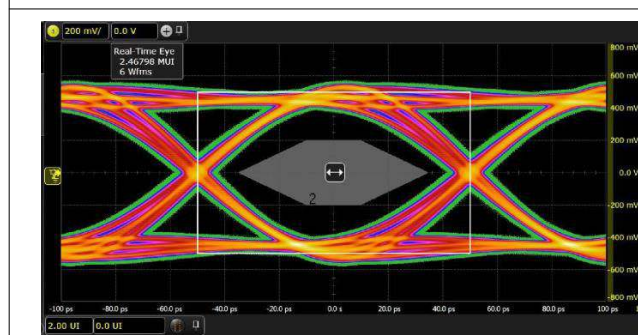 200 mV/ 0.0 V
Real-Time Eye
2.46798 MUI
6 Wfms
800 mV
600 mV
400 mV
200 mV
0.0 V
-200 mV
-400 mV
-600 mV
-800 mV
2
-100 ps -80.0 ps -60.0 ps -40.0 ps -20.0 ps 0.0 s 20.0 ps 40.0 ps 60.0 ps 80.0 ps 100 ps
2.00 UI 0.0 UI